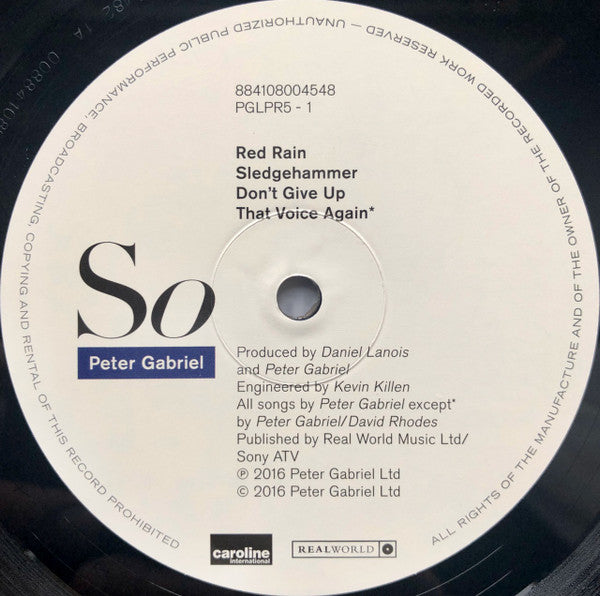 884108004548
PGLPR5 - 1
Red Rain
Sledgehammer
Don't Give Up
That Voice Again*
So
Peter Gabriel
Produced by Daniel Lanois
and Peter Gabriel
Engineered by Kevin Killen
All songs by Peter Gabriel except*
by Peter Gabriel/David Rhodes
Published by Real World Music Ltd/
Sony ATV
℗ 2016 Peter Gabriel Ltd
© 2016 Peter Gabriel Ltd
caroline
international
REALWORLD
ALL RIGHTS OF THE MANUFACTURE AND OF THE OWNER OF THE RECORDED WORK RESERVED — UNAUTHORIZED PUBLIC PERFORMANCE, BROADCASTING, COPYING AND RENTAL OF THIS RECORD PROHIBITED